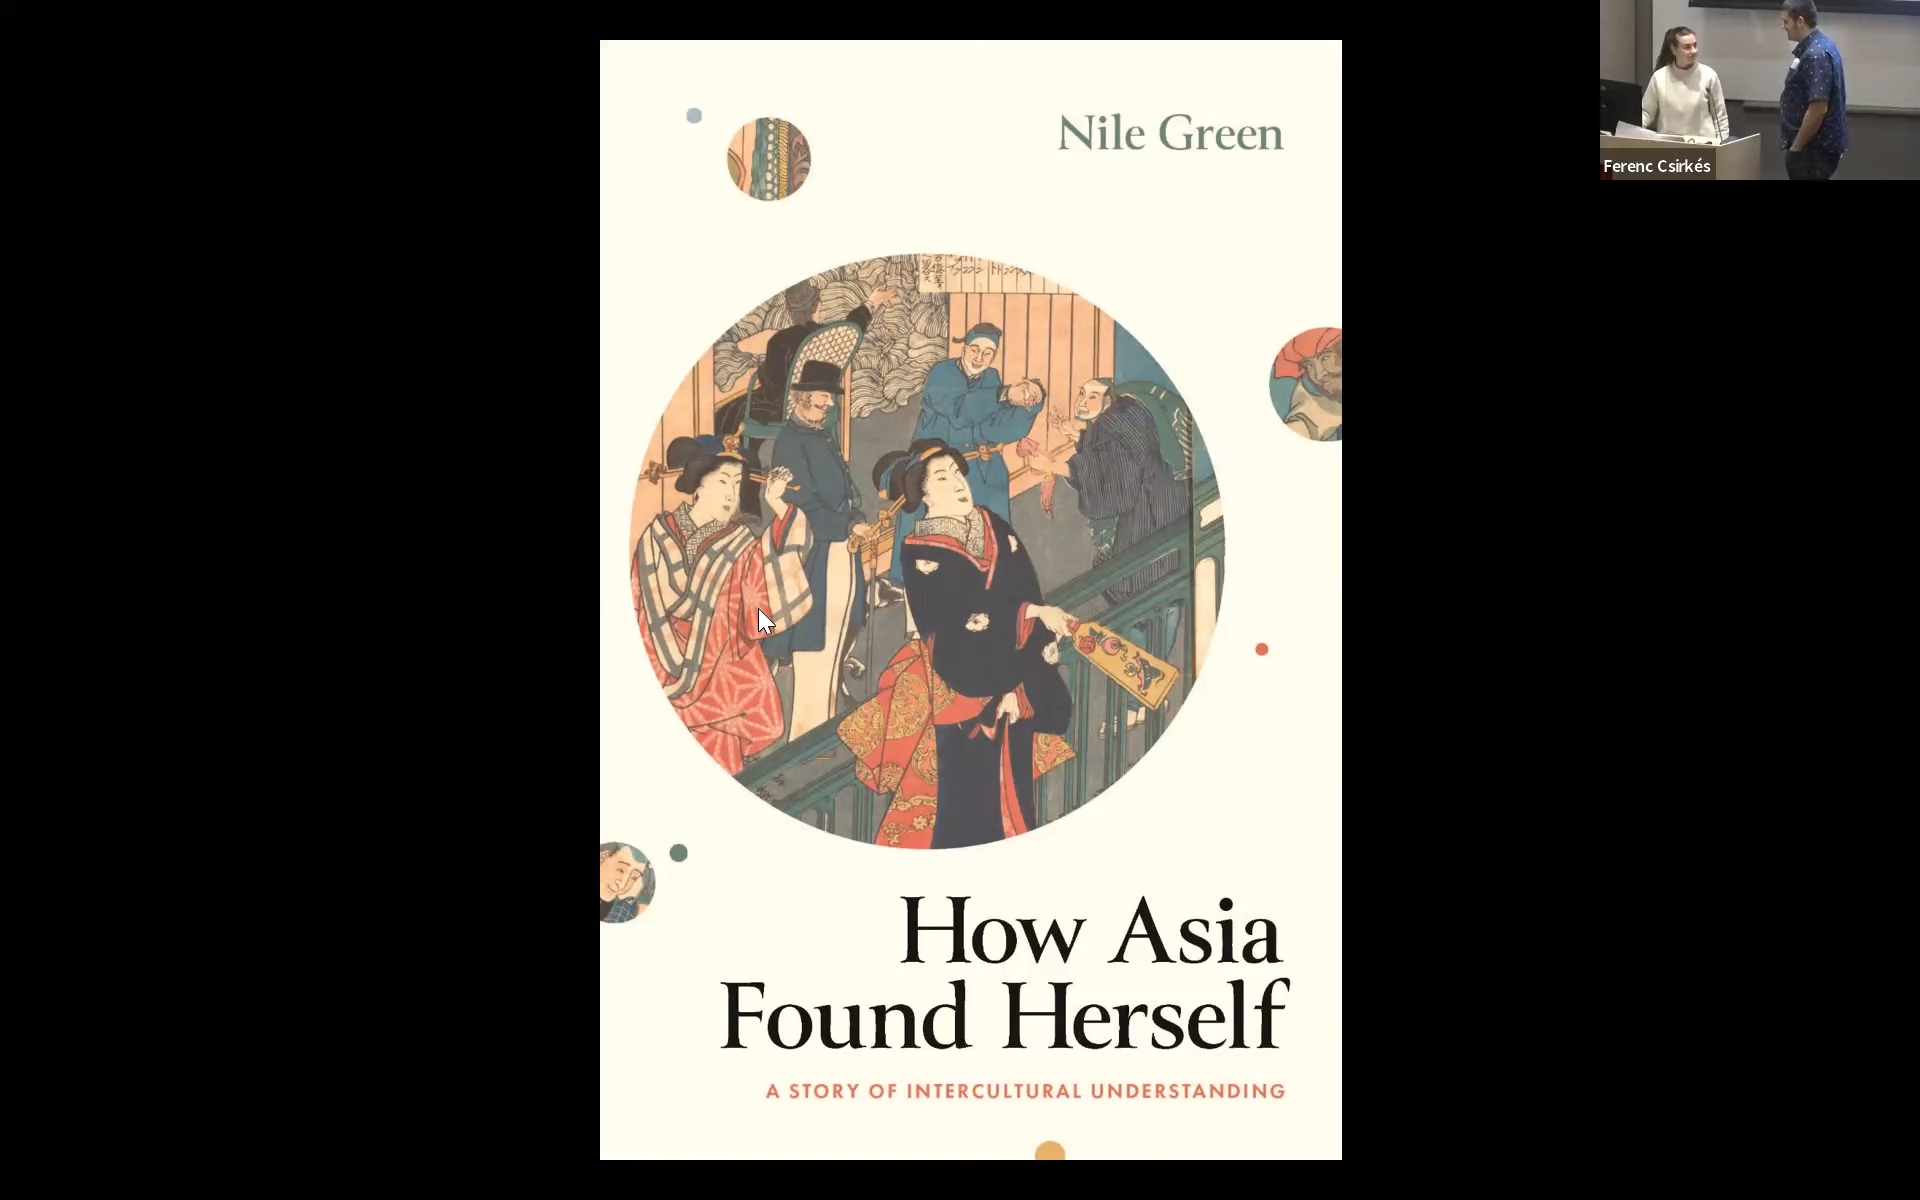 Nile Green
How Asia
Found Herself
A STORY OF INTERCULTURAL UNDERSTANDING
Ferenc Csirkés